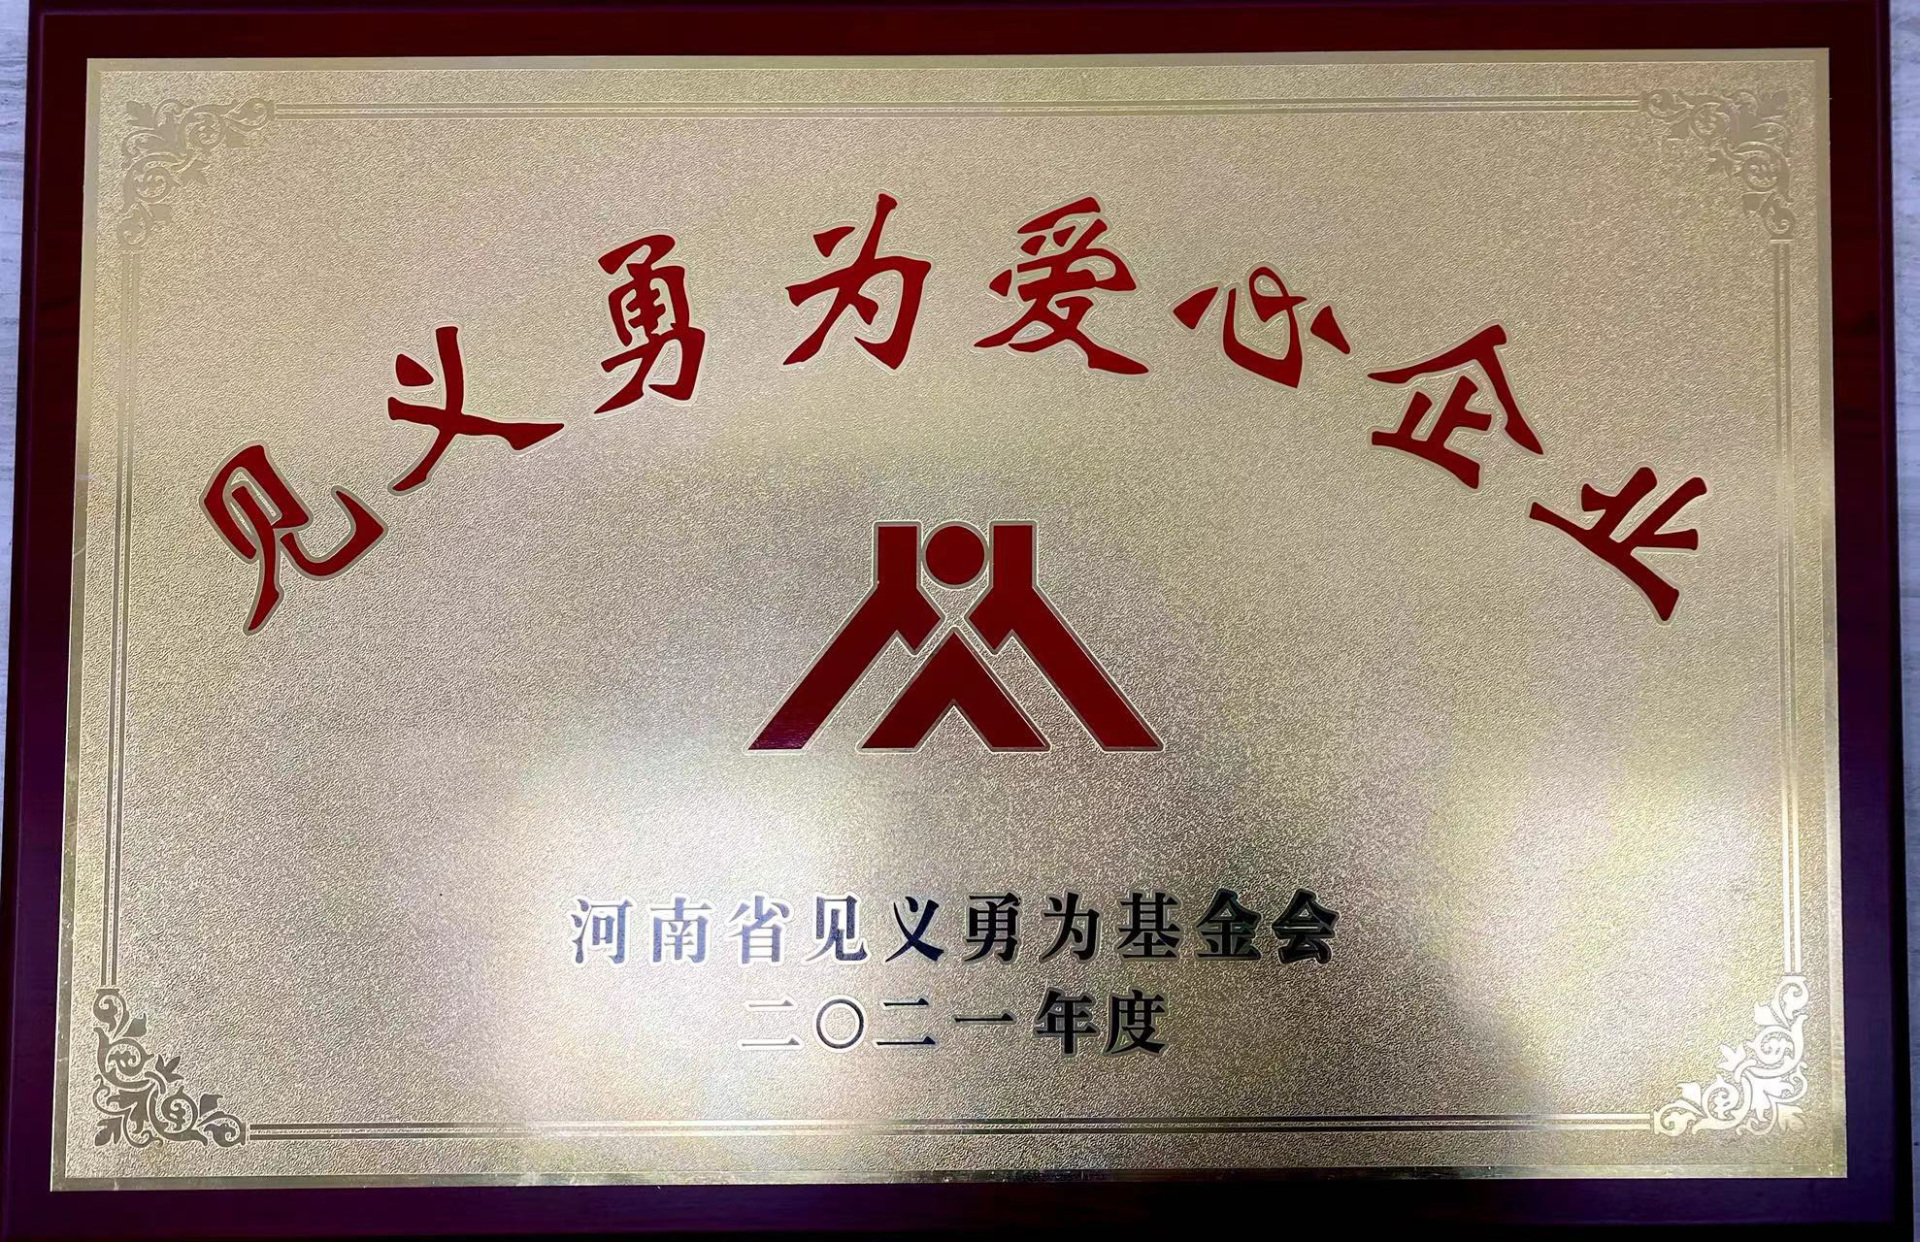 见义勇为爱心企业
河南省见义勇为基金会
二〇二一年度